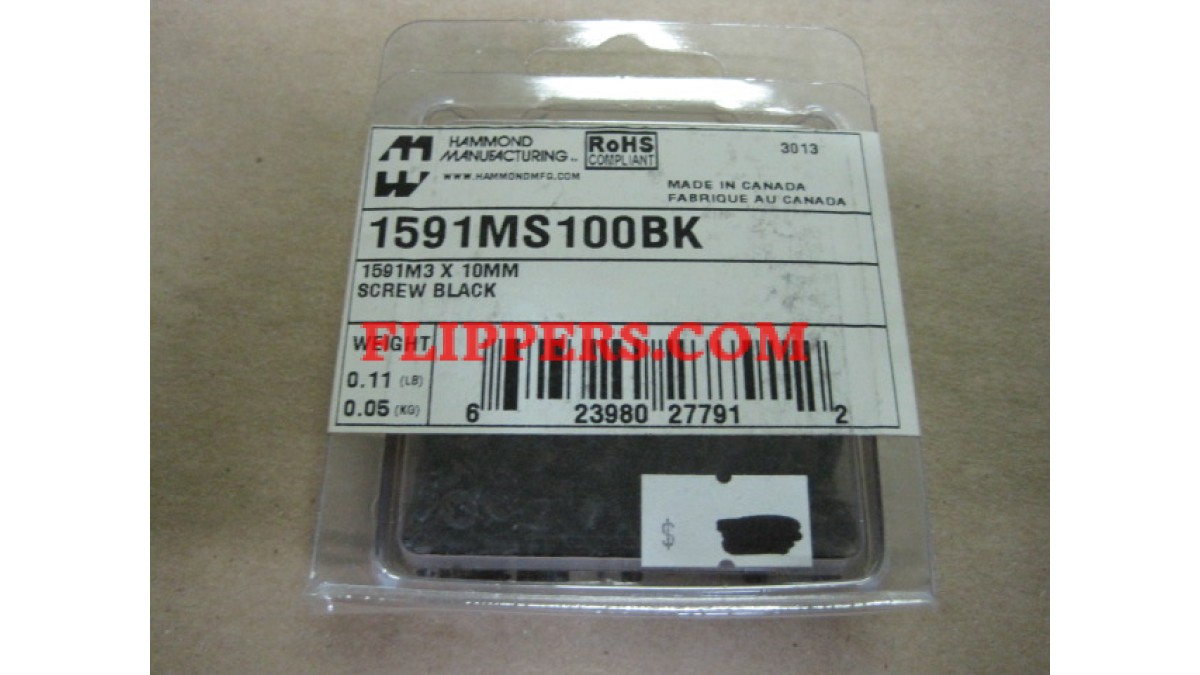 HAMMOND
MANUFACTURING™
WWW.HAMMONDMFG.COM
RoHS
COMPLIANT
3013
MADE IN CANADA
FABRIQUE AU CANADA
1591MS100BK
1591M3 X 10MM
SCREW BLACK
FLIPPERS.COM
WEIGHT
0.11 (LB)
0.05 (KG)
6 23980 27791 2
$